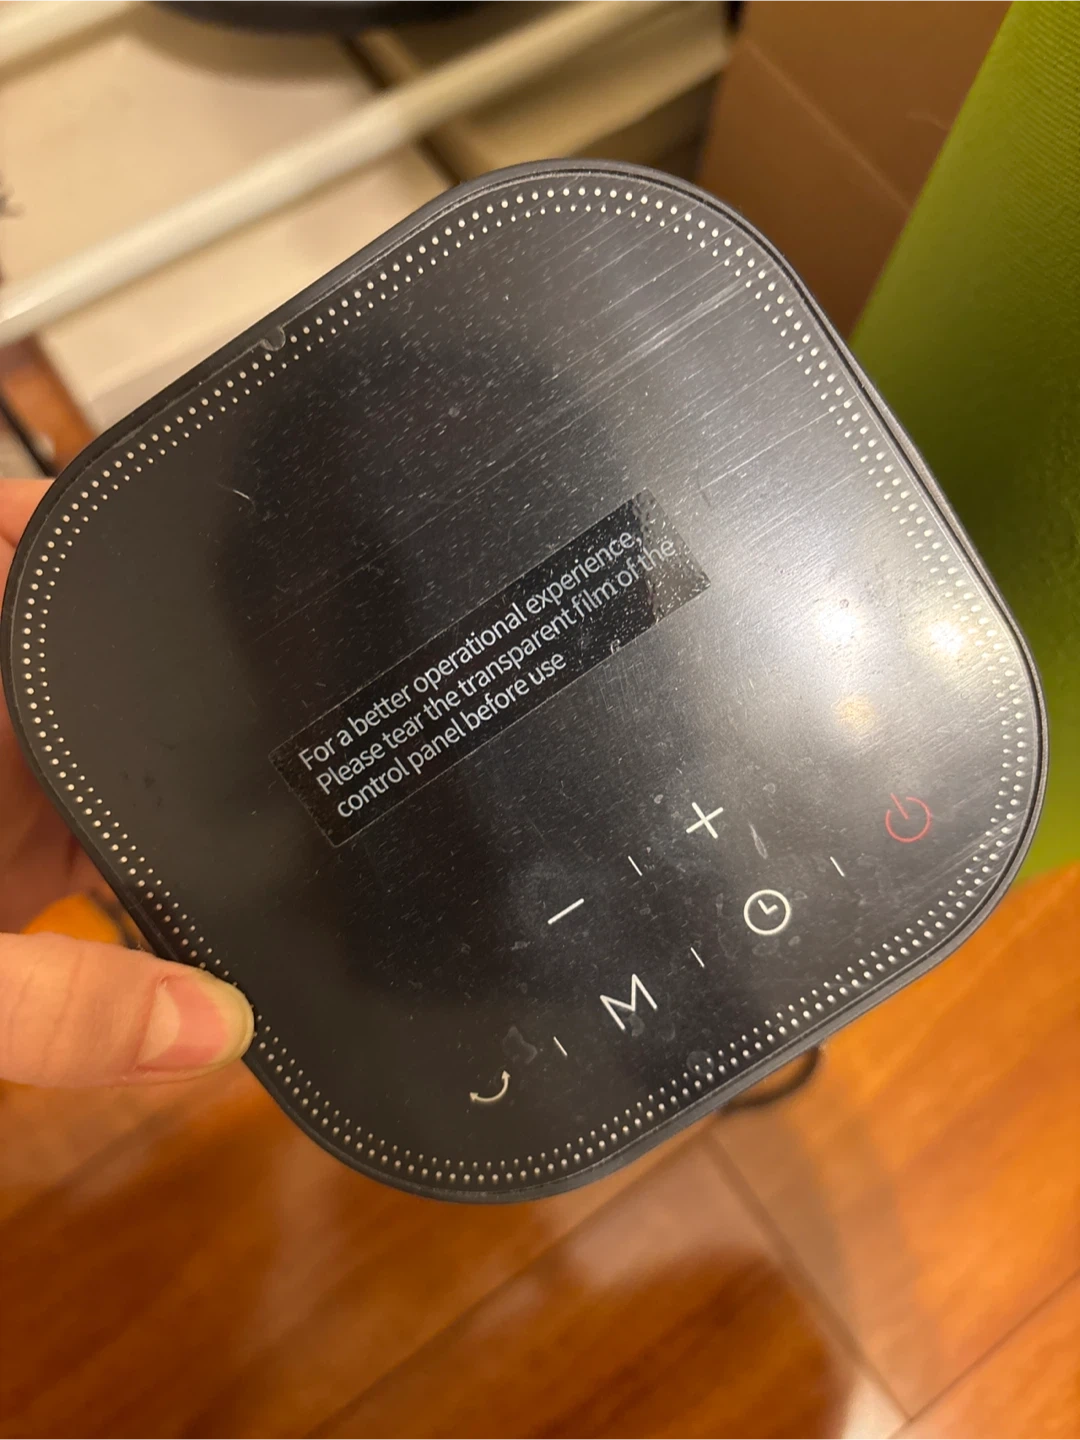 For a better operational experience,
Please tear the transparent film of the
control panel before use
+
−
M